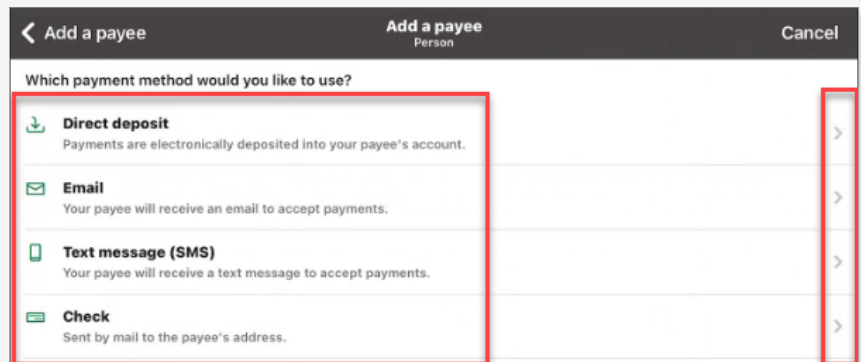 Add a payee
Add a payee
Cancel
Person
Which payment method would you like to use?
Direct deposit
Payments are electronically deposited into your payee's account.
Email
Your payee will receive an email to accept payments.
Text message (SMS)
Your payee will receive a text message to accept payments.
Check
Sent by mail to the payee's address.